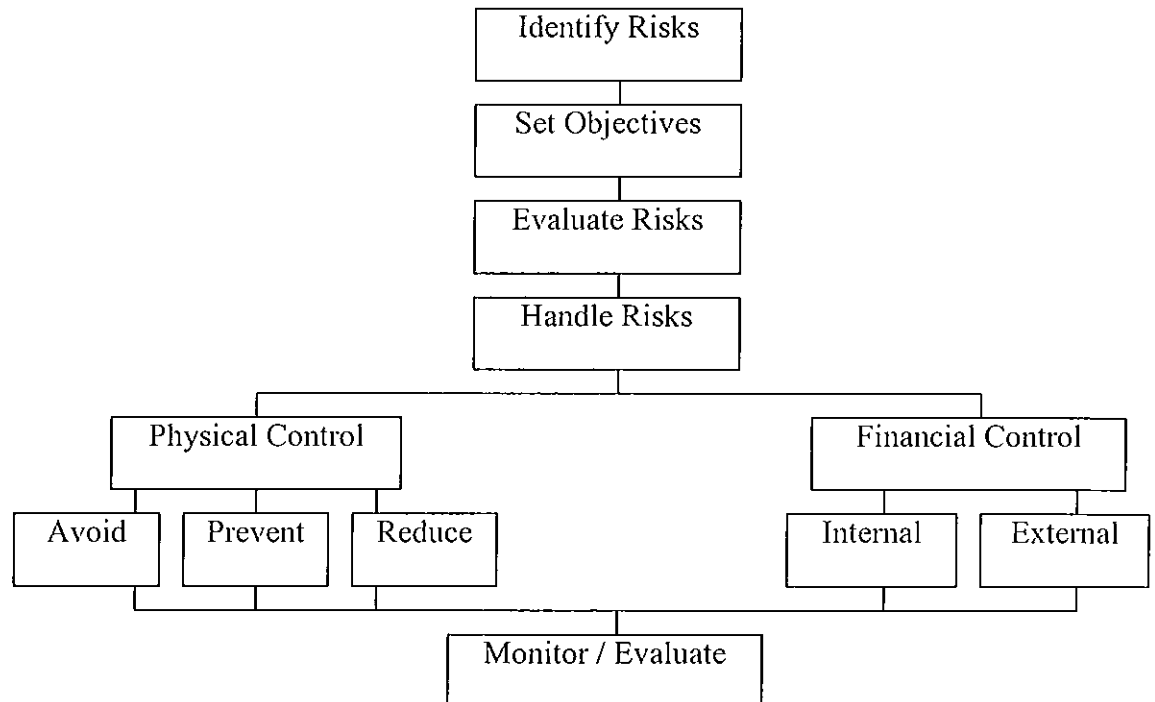 Identify Risks
Set Objectives
Evaluate Risks
Handle Risks
Physical Control
Financial Control
Avoid
Prevent
Reduce
Internal
External
Monitor / Evaluate